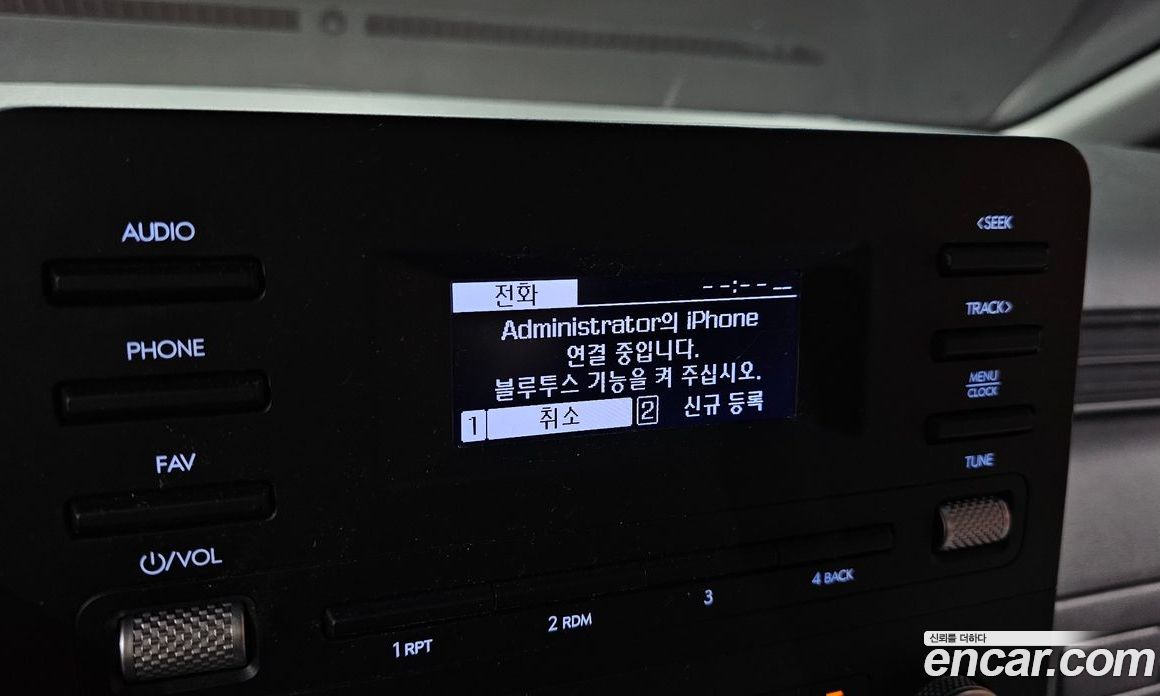 AUDIO
PHONE
FAV
/VOL
전화
--:-- --
Administrator의 iPhone
연결 중입니다.
블루투스 기능을 켜 주십시오.
1 취소
2 신규 등록
<SEEK
TRACK>
MENU
CLOCK
TUNE
1 RPT
2 RDM
3
4 BACK
신뢰를 더하다
encar.com